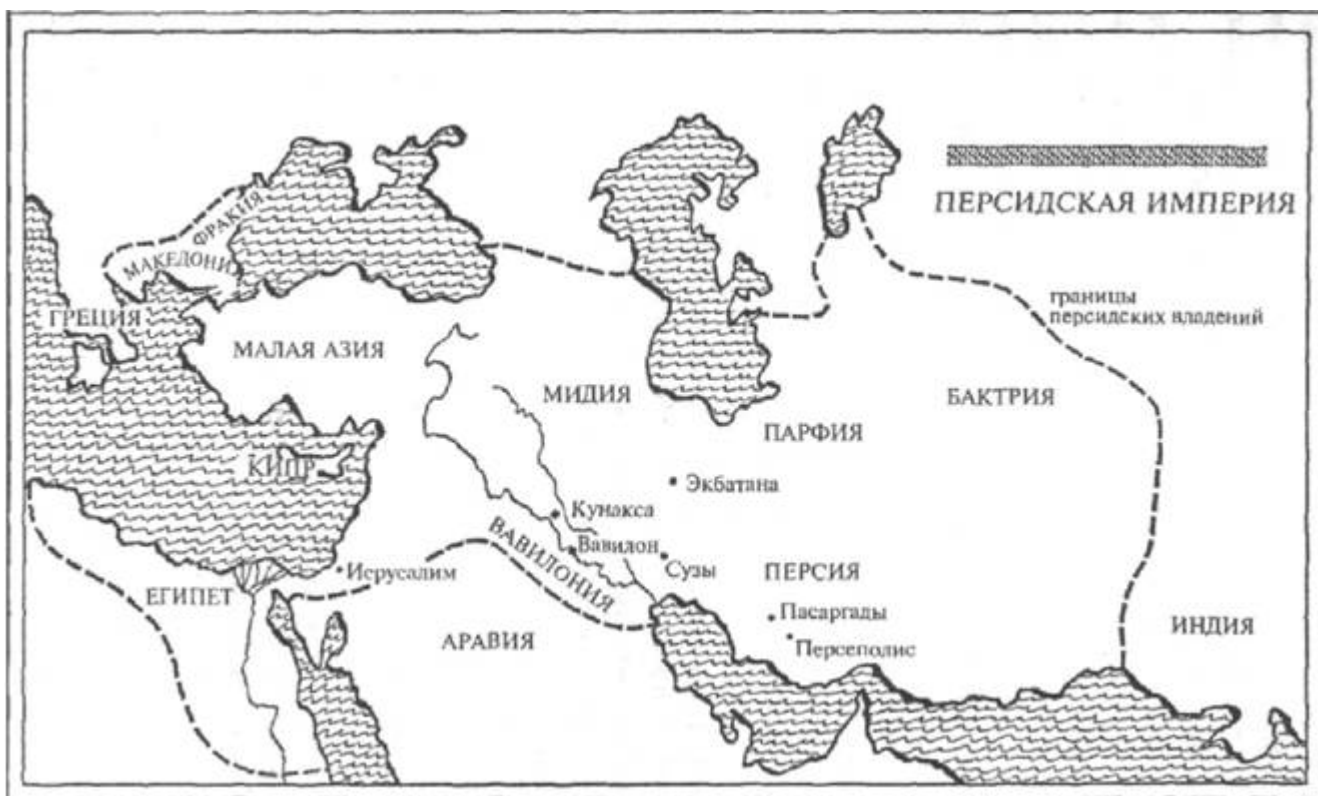 ПЕРСИДСКАЯ ИМПЕРИЯ
границы
персидских владений
ФРАКИЯ
МАКЕДОНИЯ
ГРЕЦИЯ
МАЛАЯ АЗИЯ
МИДИЯ
БАКТРИЯ
ПАРФИЯ
КИПР
Экбатана
Кунакса
Вавилон
ВАВИЛОНИЯ
Сузы
Иерусалим
ПЕРСИЯ
ЕГИПЕТ
Пасаргады
ИНДИЯ
АРАВИЯ
Персеполис